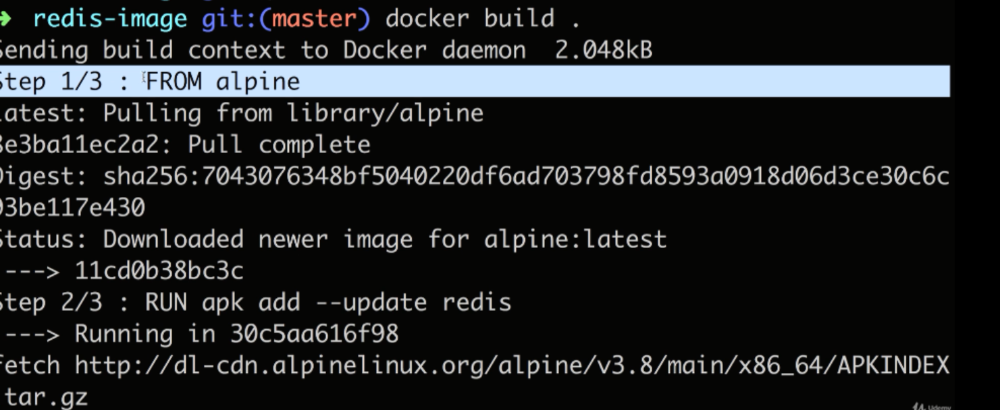 ➜ redis-image git:(master) docker build .
Sending build context to Docker daemon  2.048kB
Step 1/3 : FROM alpine
latest: Pulling from library/alpine
8e3ba11ec2a2: Pull complete
Digest: sha256:7043076348bf5040220df6ad703798fd8593a0918d06d3ce30c6c
93be117e430
Status: Downloaded newer image for alpine:latest
---> 11cd0b38bc3c
Step 2/3 : RUN apk add --update redis
---> Running in 30c5aa616f98
fetch http://dl-cdn.alpinelinux.org/alpine/v3.8/main/x86_64/APKINDEX
.tar.gz
Udemy